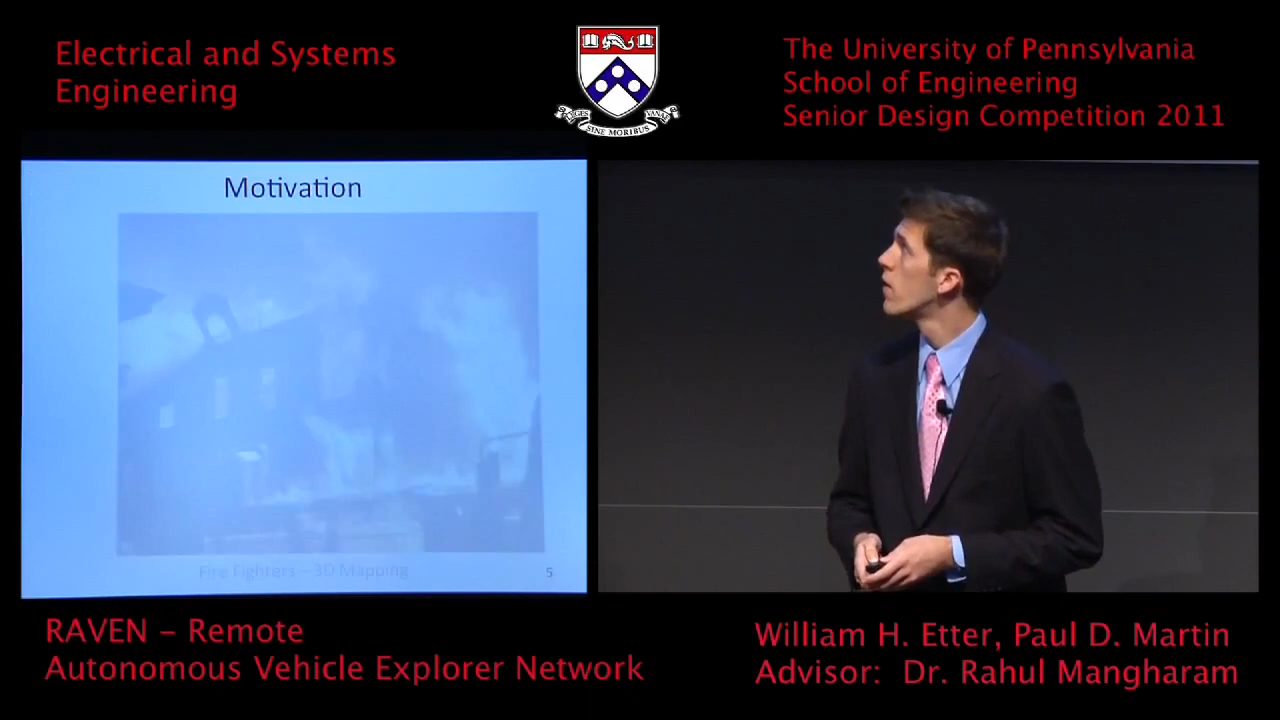 Electrical and Systems
Engineering
The University of Pennsylvania
School of Engineering
Senior Design Competition 2011
SINE MORIBUS
Motivation
Fire Fighters – 3D Mapping
5
RAVEN – Remote
Autonomous Vehicle Explorer Network
William H. Etter, Paul D. Martin
Advisor: Dr. Rahul Mangharam